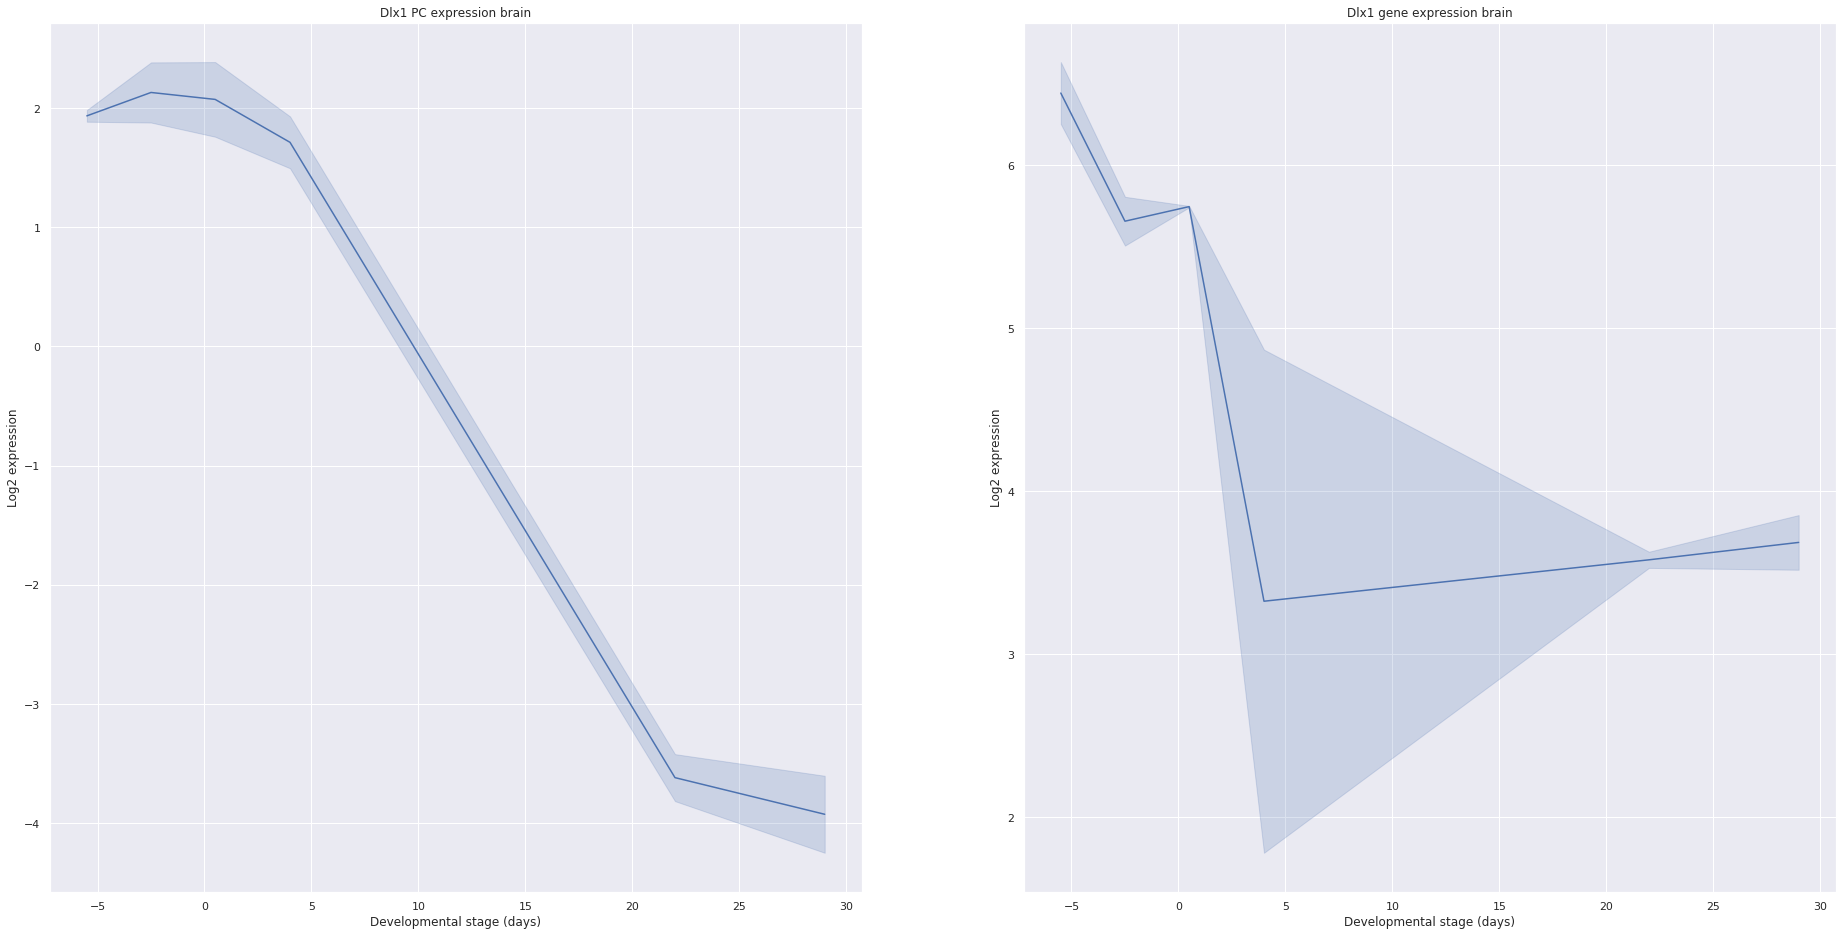 Dlx1 PC expression brain
Log2 expression
2
1
0
−1
−2
−3
−4
−5 0 5 10 15 20 25 30
Developmental stage (days)
Dlx1 gene expression brain
Log2 expression
6
5
4
3
2
−5 0 5 10 15 20 25 30
Developmental stage (days)